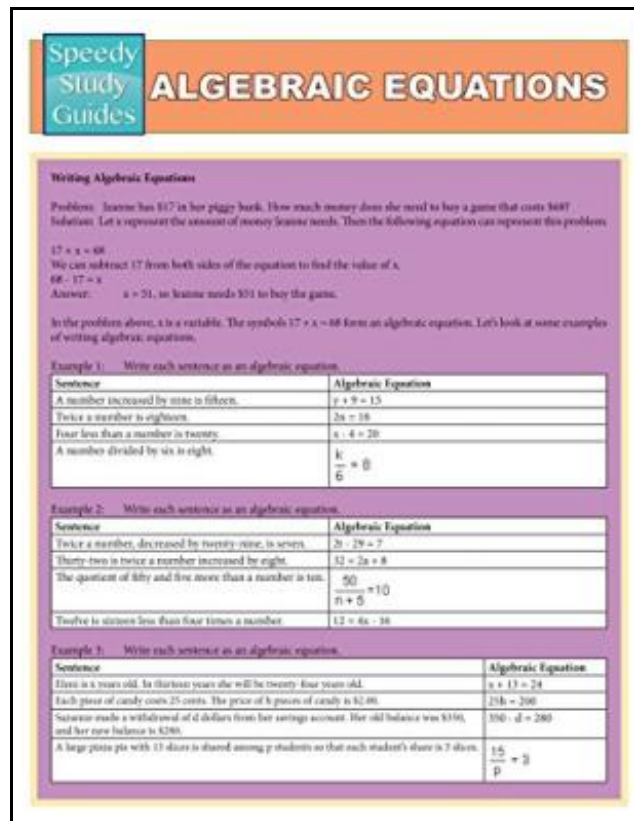 Speedy
Study
Guides
ALGEBRAIC EQUATIONS
Writing Algebraic Equations
Problem: Jeanne has $17 in her piggy bank. How much money does she need to buy a game that costs $68?
Solution: Let x represent the amount of money Jeanne needs. Then the following equation can represent this problem.
17 + x = 68
We can subtract 17 from both sides of the equation to find the value of x.
68 - 17 = x
Answer: x = 51, so Jeanne needs $51 to buy the game.
In the problem above, x is a variable. The symbols 17 + x = 68 form an algebraic equation. Let's look at some examples
of writing algebraic equations.
Example 1: Write each sentence as an algebraic equation.
Sentence Algebraic Equation
A number increased by nine is fifteen. y + 9 = 15
Twice a number is eighteen. 2n = 18
Four less than a number is twenty. x - 4 = 20
A number divided by six is eight. k/6 = 8
Example 2: Write each sentence as an algebraic equation.
Sentence Algebraic Equation
Twice a number, decreased by twenty-nine, is seven. 2t - 29 = 7
Thirty-two is twice a number increased by eight. 32 = 2a + 8
The quotient of fifty and five more than a number is ten. 50/n + 5 =10
Twelve is sixteen less than four times a number. 12 = 4x - 16
Example 3: Write each sentence as an algebraic equation.
Sentence Algebraic Equation
is x years old. In thirteen years she will be twenty-four years old. x + 13 = 24
Each piece of candy costs 25 cents. The price of h pieces of candy is $2.00. 25h = 200
Suzanne made a withdrawal of d dollars from her savings account. Her old balance was $350, 350 - d = 280
and her new balance is $280.
A large pizza pie with 15 slices is shared among p students so that each student's share is 3 slices. 15/p = 3